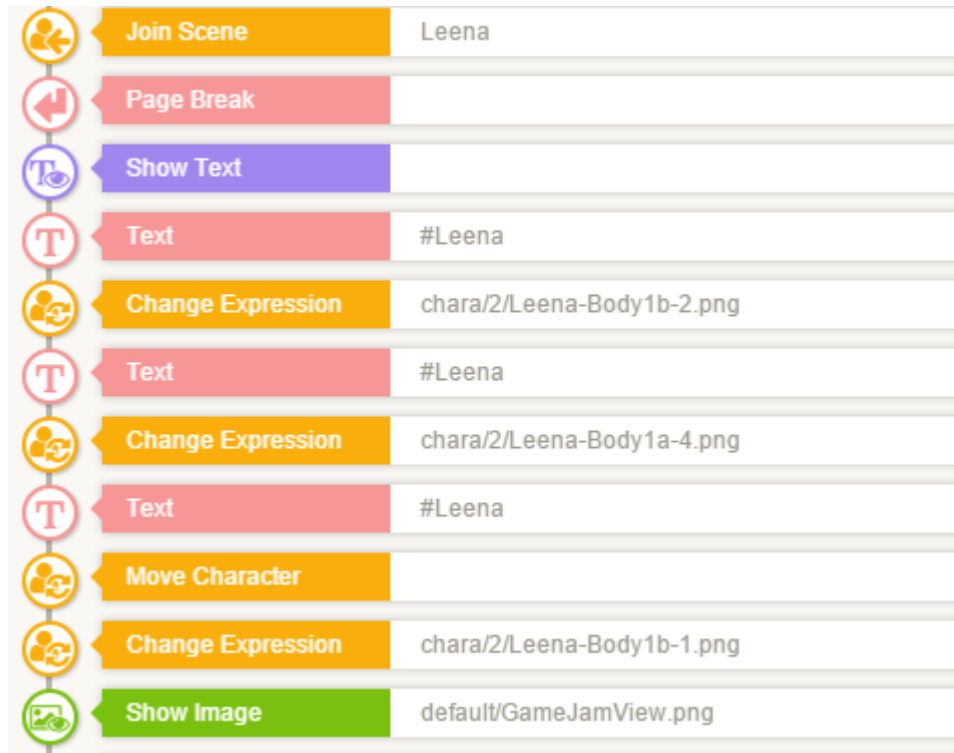 Join Scene Leena
Page Break
Show Text
Text #Leena
Change Expression chara/2/Leena-Body1b-2.png
Text #Leena
Change Expression chara/2/Leena-Body1a-4.png
Text #Leena
Move Character
Change Expression chara/2/Leena-Body1b-1.png
Show Image default/GameJamView.png